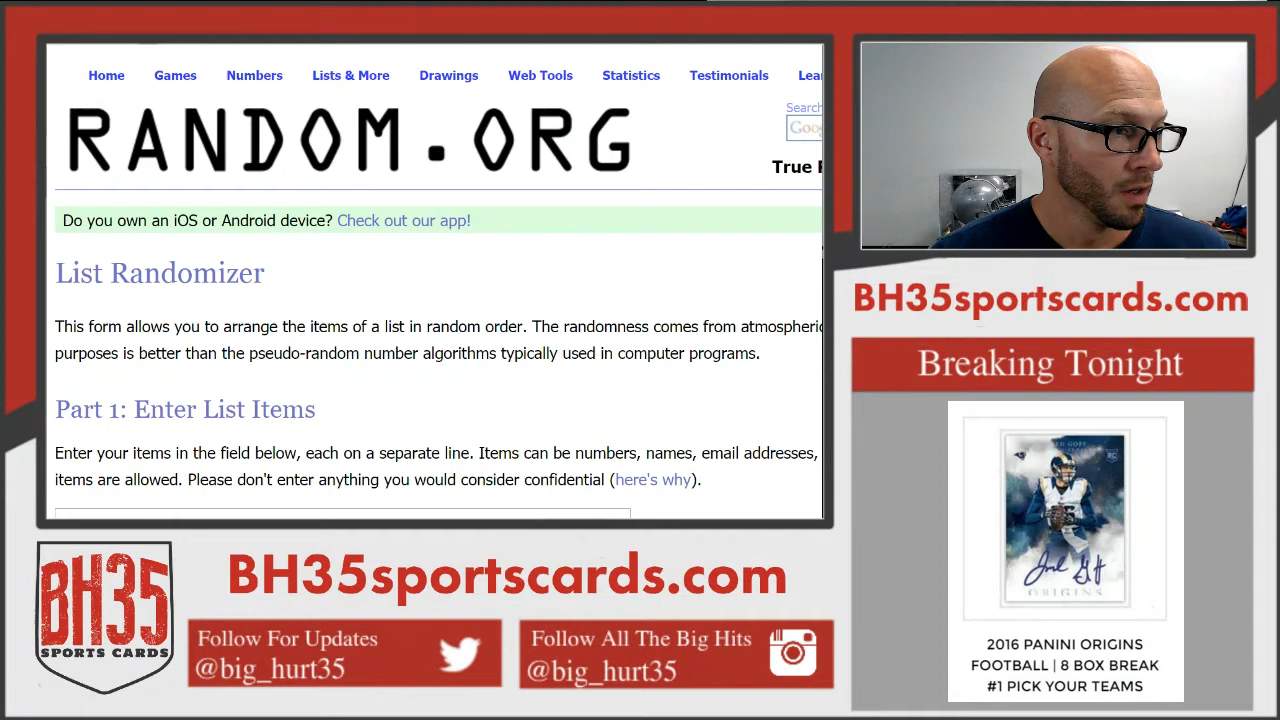 Home Games Numbers Lists & More Drawings Web Tools Statistics Testimonials
RANDOM.ORG
Search
True
Do you own an iOS or Android device? Check out our app!
List Randomizer
This form allows you to arrange the items of a list in random order. The randomness comes from atmospheric
purposes is better than the pseudo-random number algorithms typically used in computer programs.
Part 1: Enter List Items
Enter your items in the field below, each on a separate line. Items can be numbers, names, email addresses,
items are allowed. Please don't enter anything you would consider confidential (here's why).
BH35sportscards.com
Breaking Tonight
ORIGINS
2016 PANINI ORIGINS
FOOTBALL | 8 BOX BREAK
#1 PICK YOUR TEAMS
BH35
SPORTS CARDS
BH35sportscards.com
Follow For Updates
@big_hurt35
Follow All The Big Hits
@big_hurt35